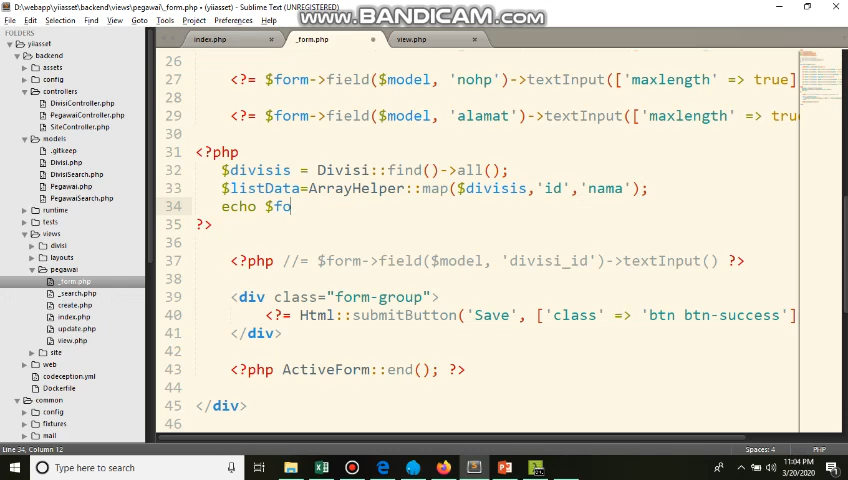 D:\webapp\yiiasset\backend\views\pegawai\_form.php • (yiiasset) - Sublime Text (UNREGISTERED)
WWW.BANDICAM.COM
File Edit Selection Find View Goto Tools Project Preferences Help
FOLDERS
yiiasset
backend
assets
config
controllers
DivisiController.php
PegawaiController.php
SiteController.php
models
.gitkeep
Divisi.php
DivisiSearch.php
Pegawai.php
PegawaiSearch.php
runtime
tests
views
divisi
layouts
pegawai
_form.php
_search.php
create.php
index.php
update.php
view.php
site
web
codeception.yml
Dockerfile
common
config
fixtures
mail
index.php × _form.php • view.php ×
26
27 <?= $form->field($model, 'nohp')->textInput(['maxlength' => true]
28
29 <?= $form->field($model, 'alamat')->textInput(['maxlength' => true
30
31 <?php
32 $divisis = Divisi::find()->all();
33 $listData=ArrayHelper::map($divisis,'id','nama');
34 echo $fo
35 ?>
36
37 <?php //= $form->field($model, 'divisi_id')->textInput() ?>
38
39 <div class="form-group">
40 <?= Html::submitButton('Save', ['class' => 'btn btn-success']
41 </div>
42
43 <?php ActiveForm::end(); ?>
44
45 </div>
46
Line 34, Column 12 Spaces: 4 PHP
Type here to search
11:04 PM
3/20/2020